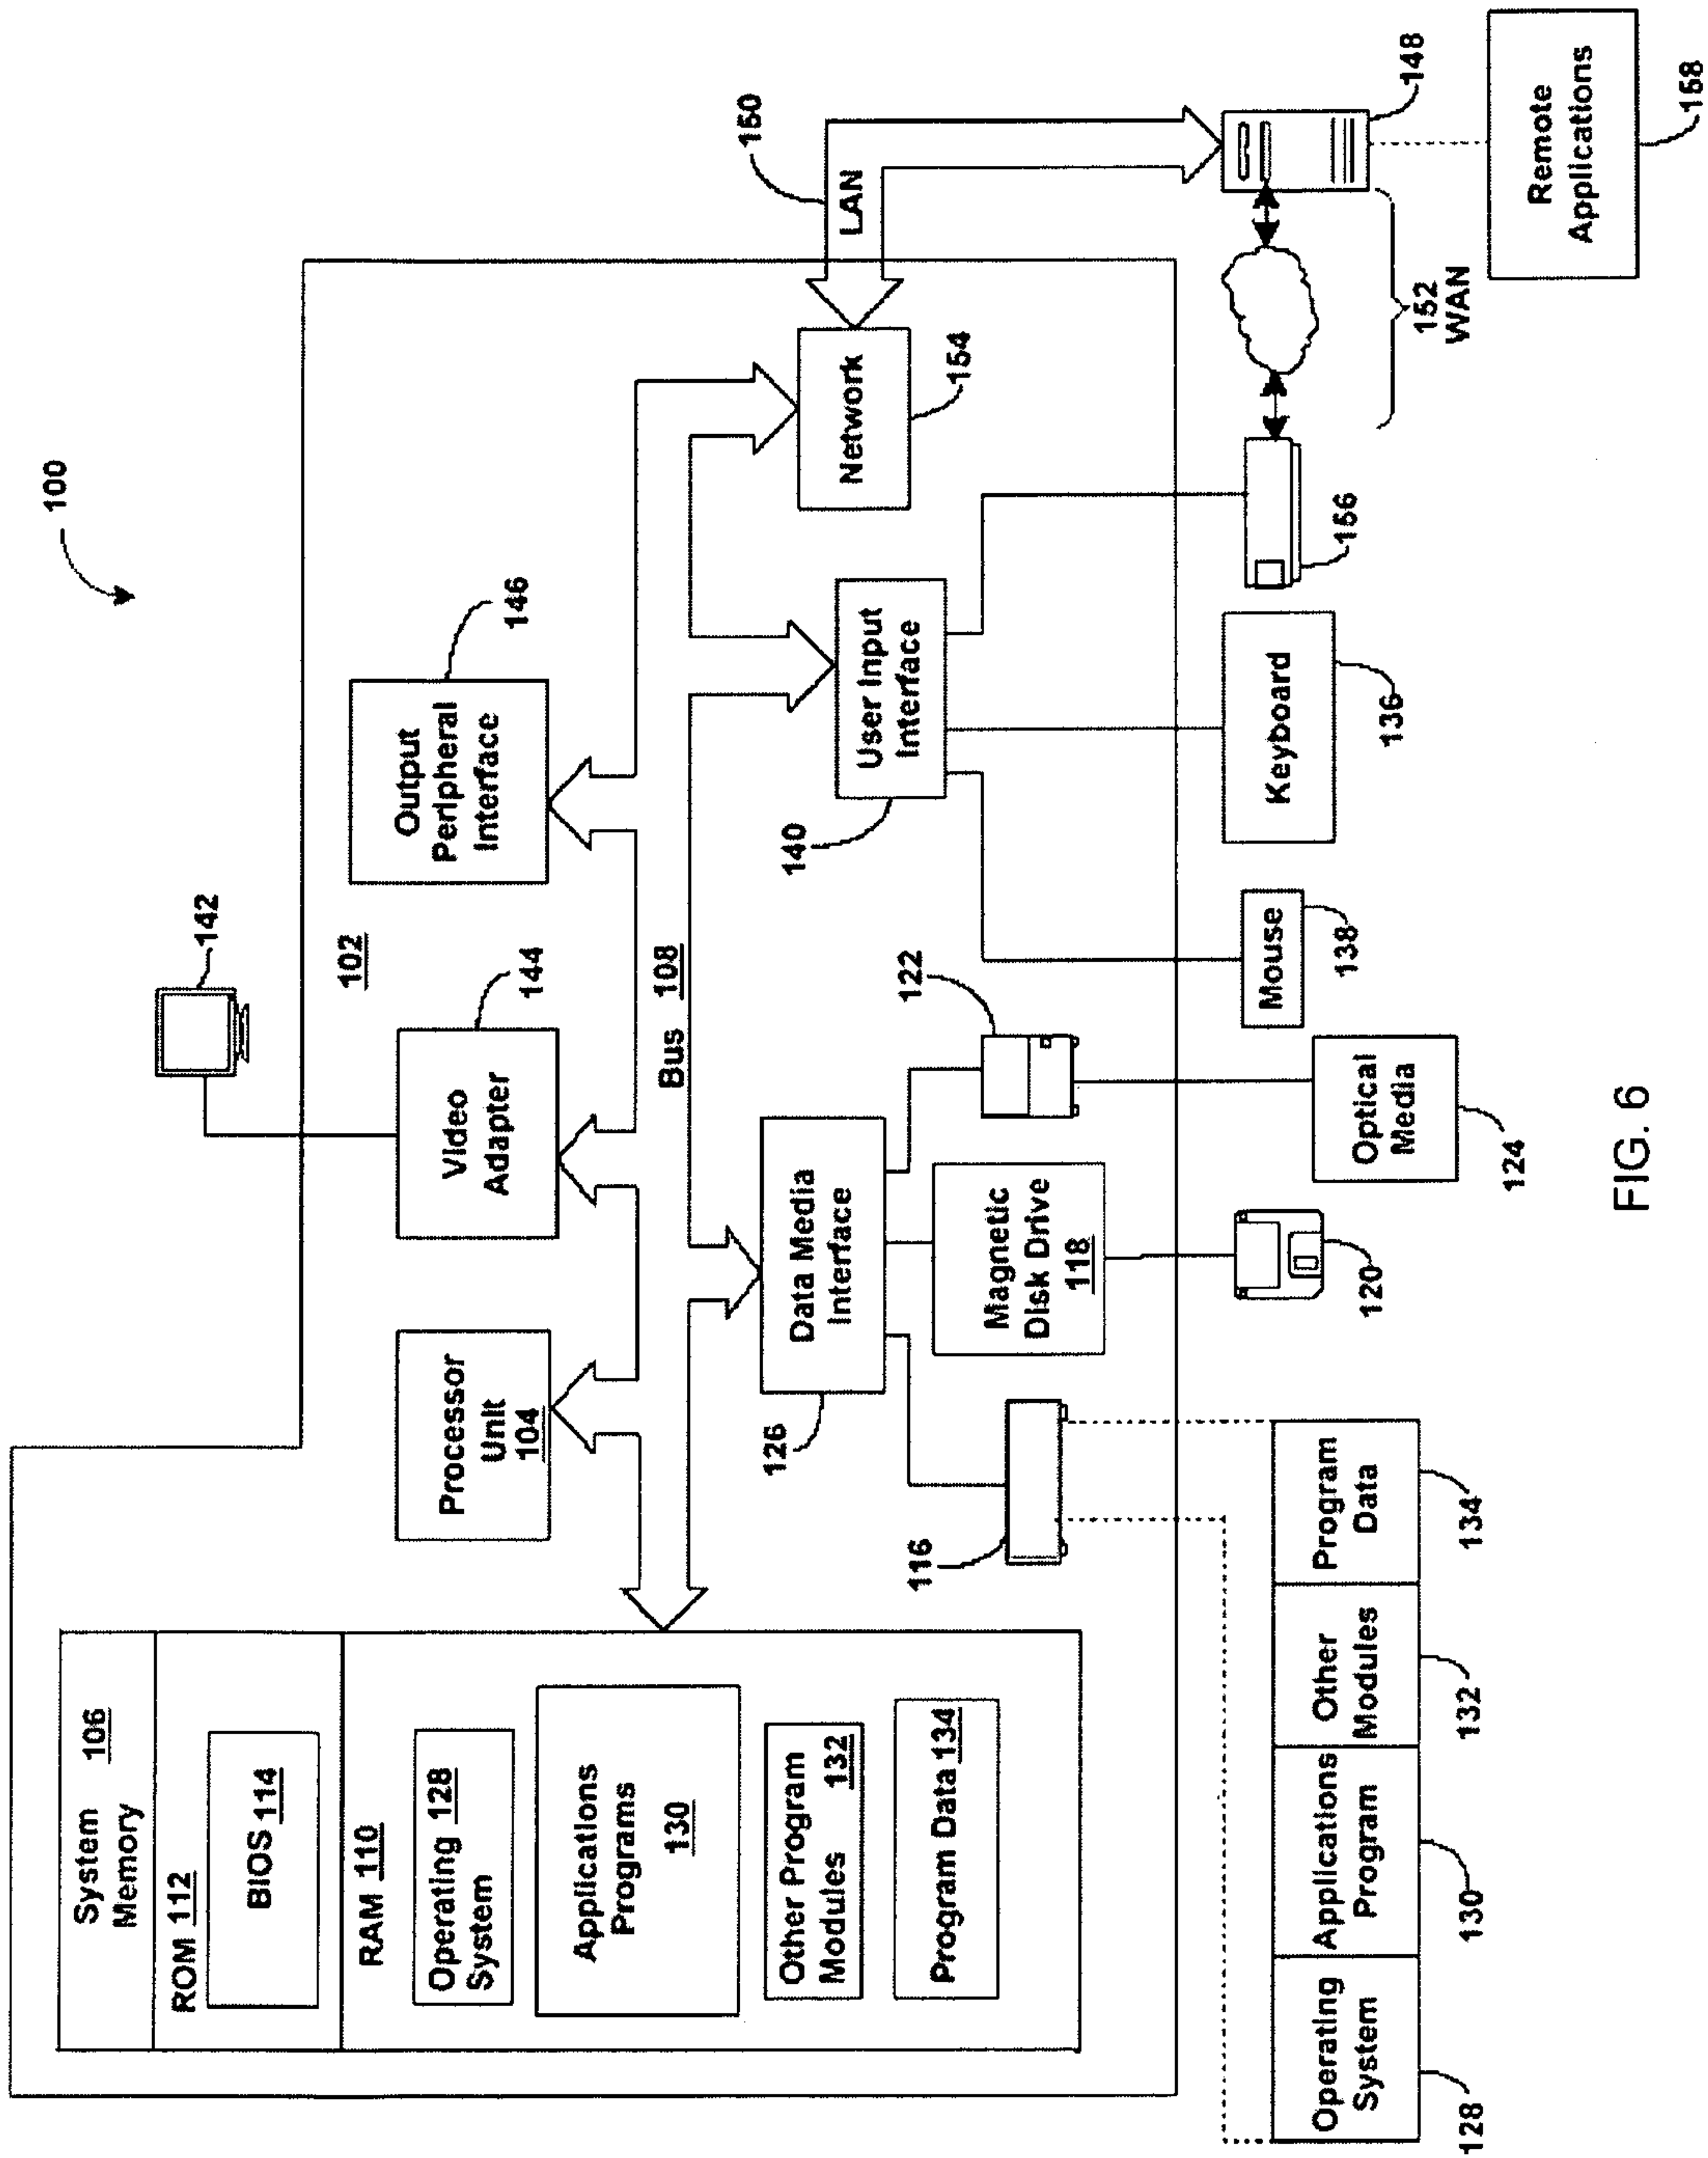 100
142
102
System
Memory 106
ROM 112
BIOS 114
RAM 110
Operating 128
System
Applications
Programs
130
Other Program
Modules 132
Program Data 134
Processor
Unit
104
Video
Adapter
144
Output
Peripheral
Interface
146
Bus 108
Data Media
Interface
126
User Input
Interface
140
Network
154
LAN
150
116
Magnetic
Disk Drive
118
122
Operating
System
128
Applications
Program
130
Other
Modules
132
Program
Data
134
120
Optical
Media
124
Mouse
138
Keyboard
136
156
152
WAN
148
Remote
Applications
158
FIG. 6